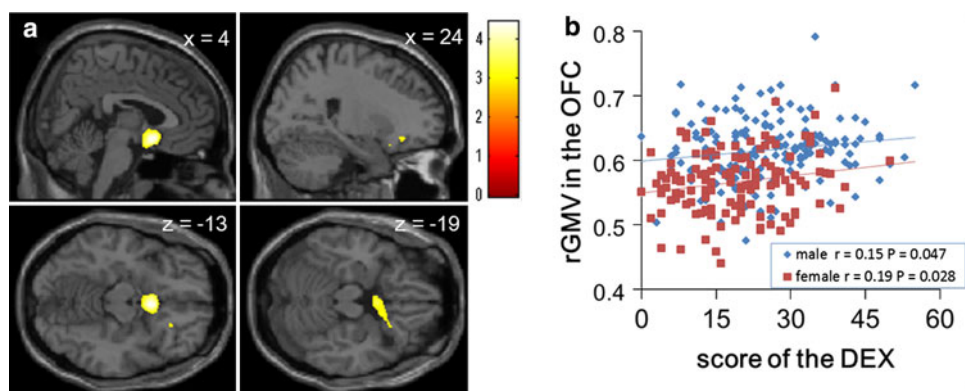 a
x = 4
x = 24
4
3
2
1
0
z = -13
z = -19
b
0.8
0.7
0.6
0.5
0.4
rGMV in the OFC
male r = 0.15 P = 0.047
female r = 0.19 P = 0.028
0 15 30 45 60
score of the DEX